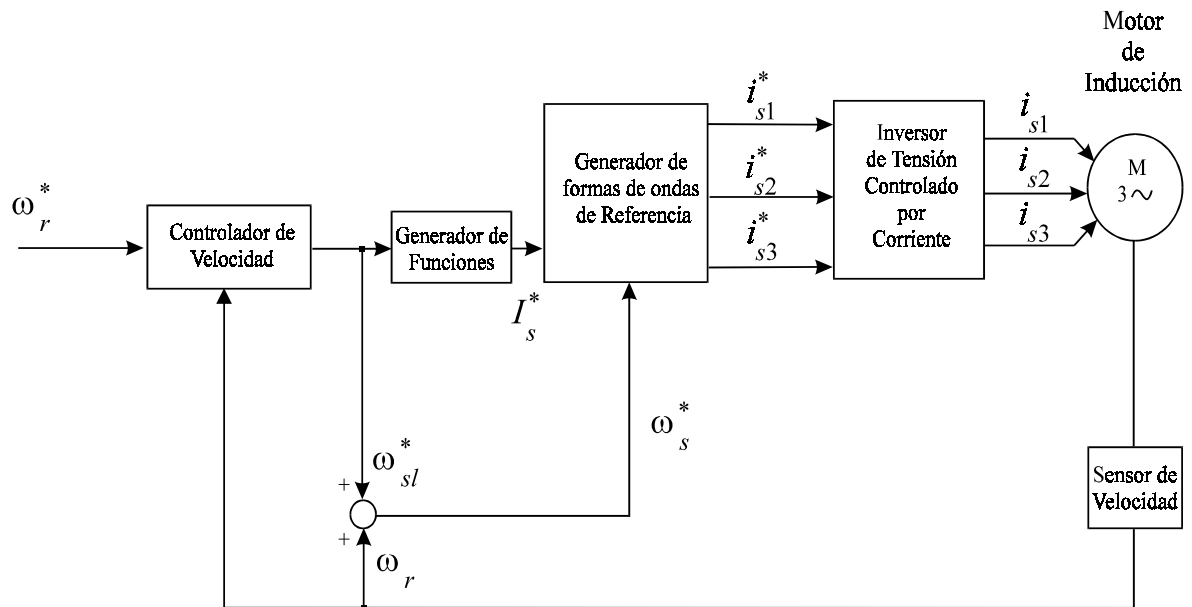 Motor
de
Inducción
i*s1
i*s2
i*s3
is1
is2
is3
Generador de
formas de ondas
de Referencia
Inversor
de Tensión
Controlado
por
Corriente
M
3∼
ω*r
Controlador de
Velocidad
Generador de
Funciones
I*s
ω*s
ω*sl
+
+
ωr
Sensor de
Velocidad